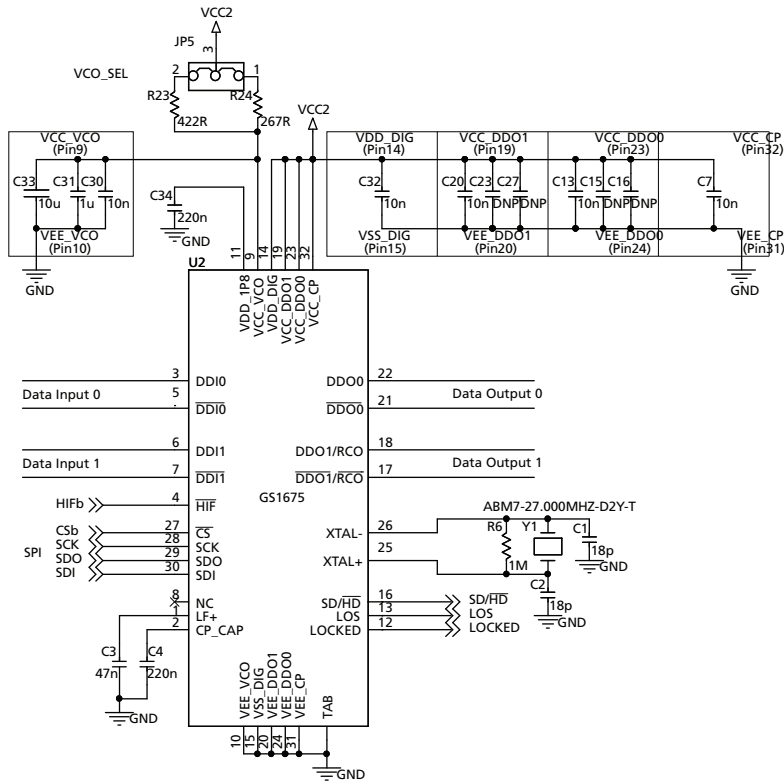 VCC2
JP5
3
VCO_SEL
2
1
R23
R24
422R
267R
VCC2
VCC_VCO
(Pin9)
VDD_DIG
(Pin14)
VCC_DDO1
(Pin19)
VCC_DDO0
(Pin23)
VCC_CP
(Pin32)
C33
10u
C31
1u
C30
10n
C34
220n
GND
C32
10n
C20
10n
C23
DNP
C27
DNP
C13
10n
C15
DNP
C16
DNP
C7
10n
VEE_VCO
(Pin10)
VSS_DIG
(Pin15)
VEE_DDO1
(Pin20)
VEE_DDO0
(Pin24)
VEE_CP
(Pin31)
GND
GND
U2
11
9
14
19
23
32
VDD_1P8
VCC_VCO
VDD_DIG
VCC_DDO1
VCC_DDO0
VCC_CP
Data Input 0
3
DDI0
5
DDI0
Data Input 1
6
DDI1
7
DDI1
HIFb
4
HIF
SPI
CSb
27
CS
SCK
28
SCK
SDO
29
SDO
SDI
30
SDI
8
NC
1
LF+
2
CP_CAP
C3
47n
C4
220n
GND
GS1675
DDO0
22
DDO0
21
Data Output 0
DDO1/RCO
18
DDO1/RCO
17
Data Output 1
ABM7-27.000MHZ-D2Y-T
XTAL-
26
XTAL+
25
R6
1M
Y1
C1
18p
GND
C2
18p
GND
SD/HD
16
SD/HD
LOS
13
LOS
LOCKED
12
LOCKED
VEE_VCO
VSS_DIG
VEE_DDO1
VEE_DDO0
VEE_CP
TAB
10
15
20
24
31
GND